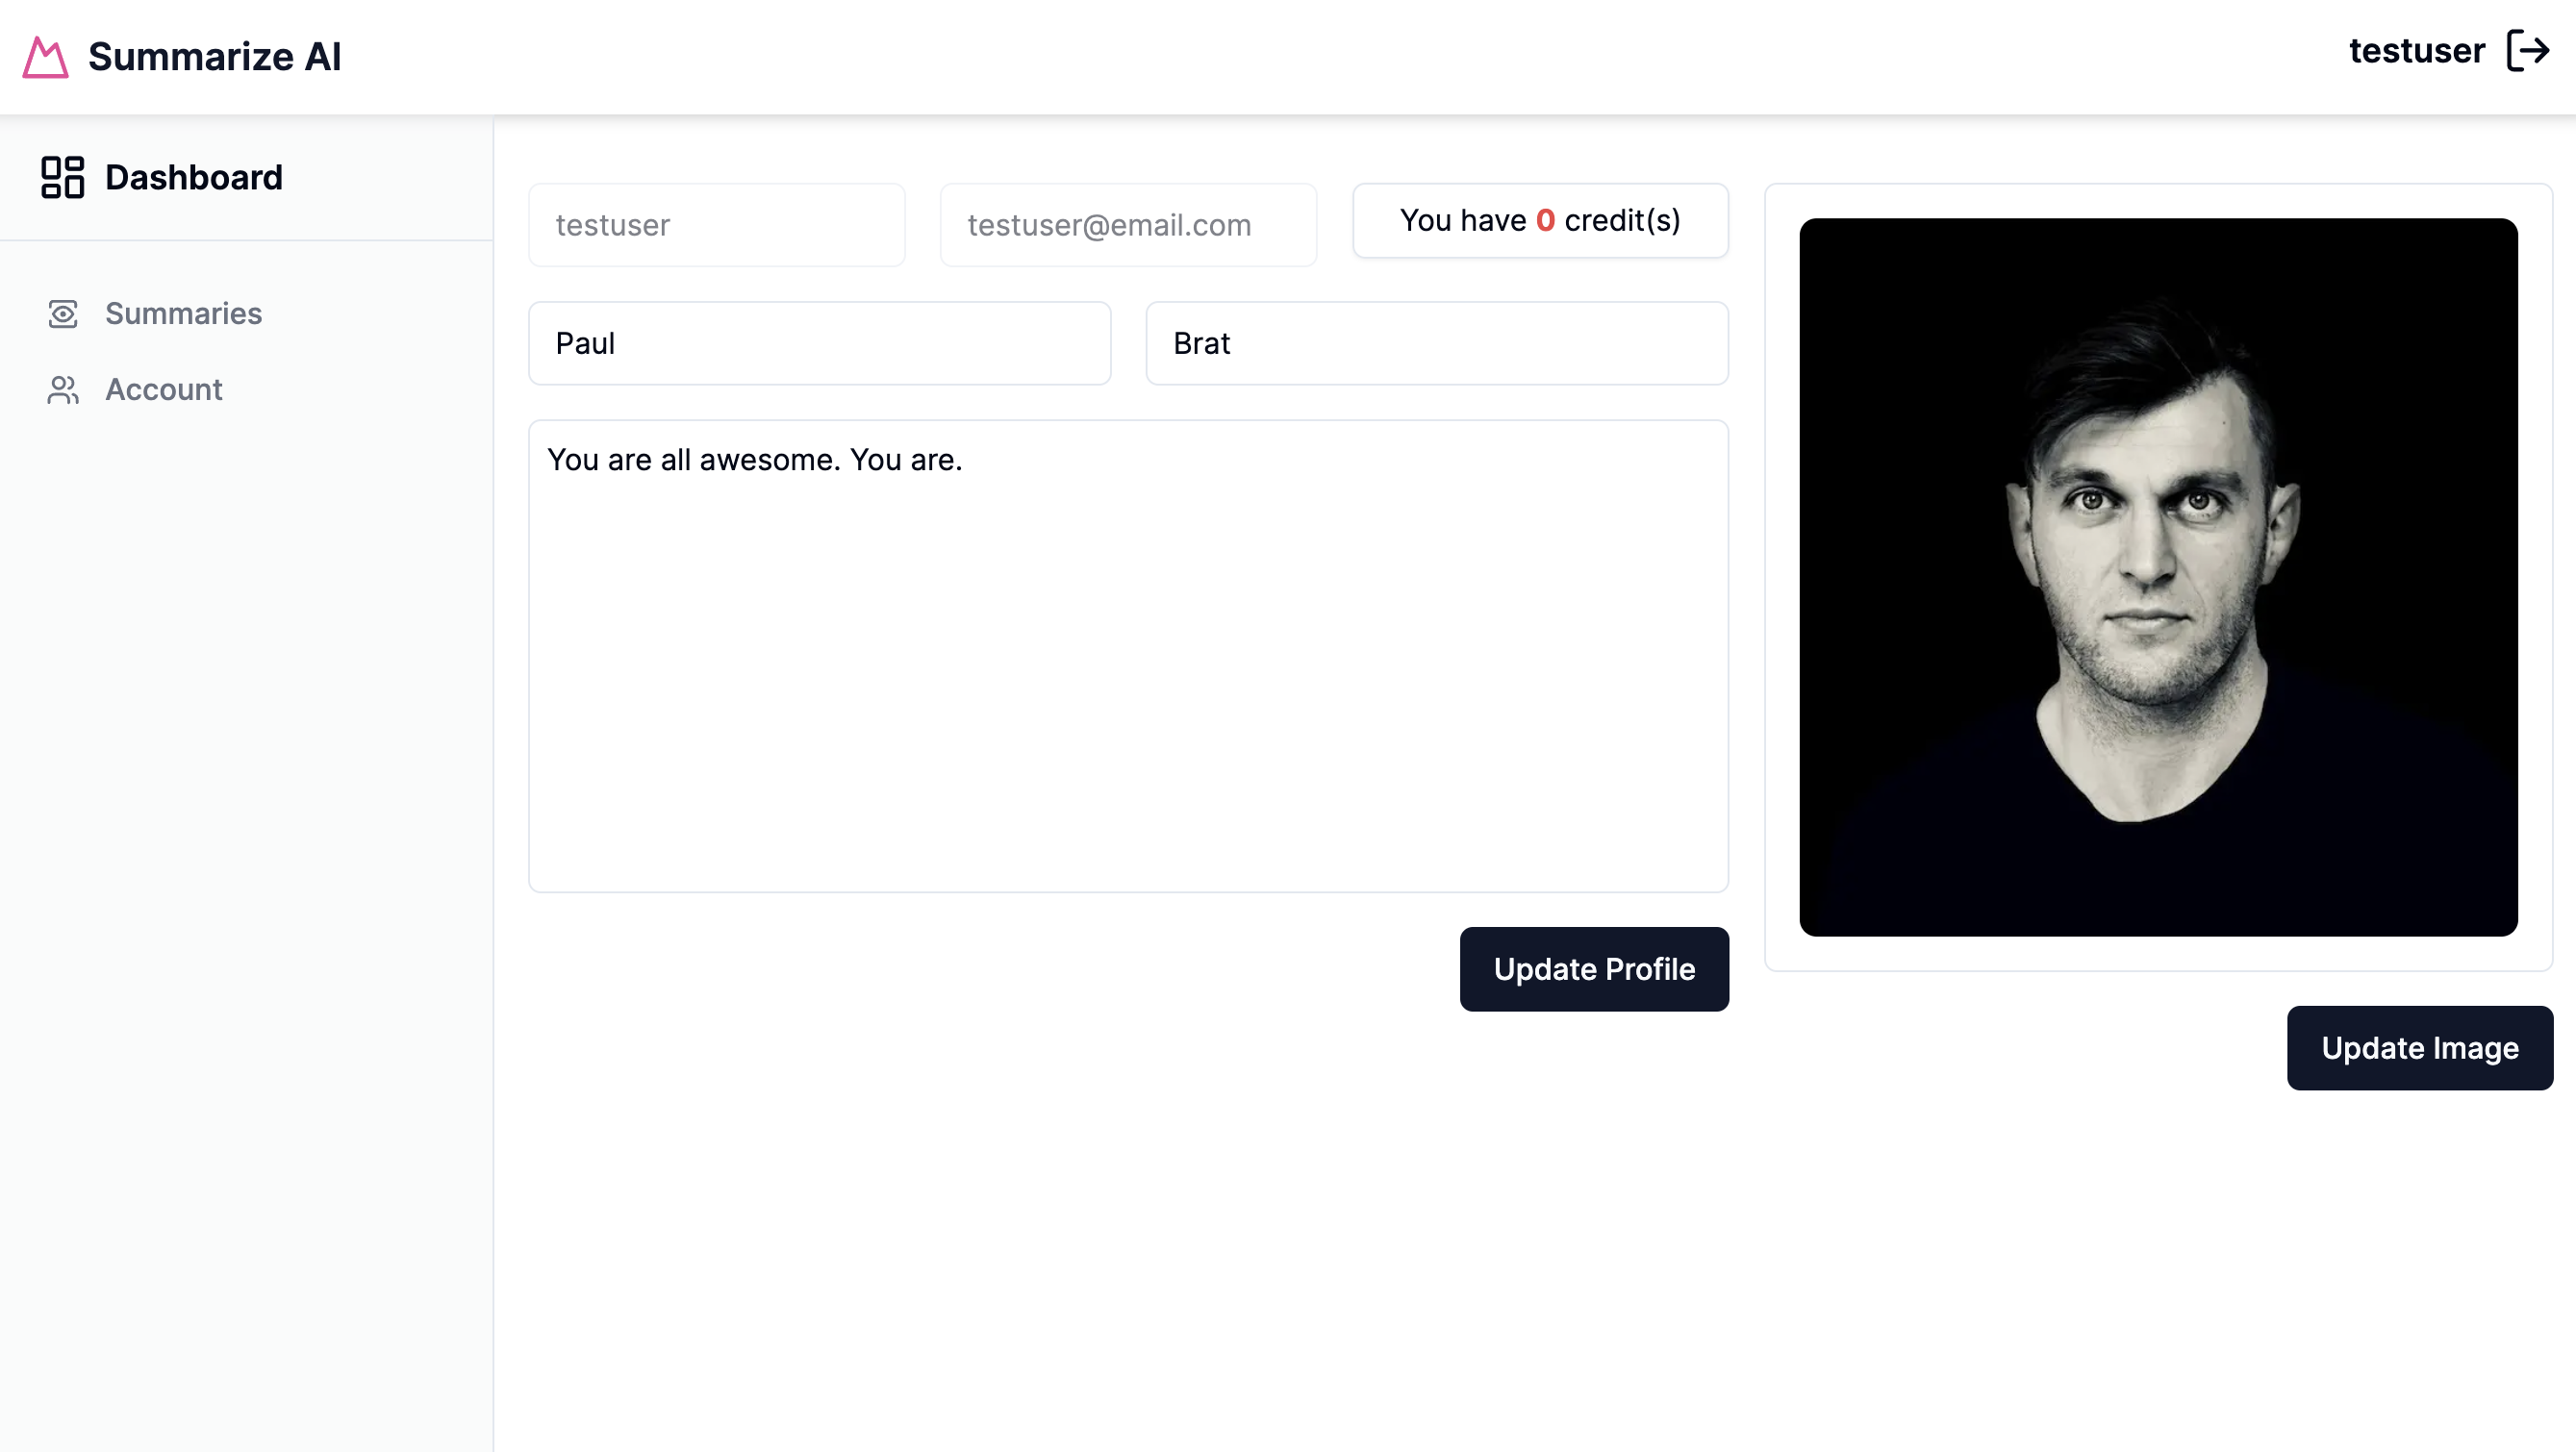 Summarize AI
testuser
Dashboard
Summaries
Account
testuser
testuser@email.com
You have 0 credit(s)
Paul
Brat
You are all awesome. You are.
Update Profile
Update Image